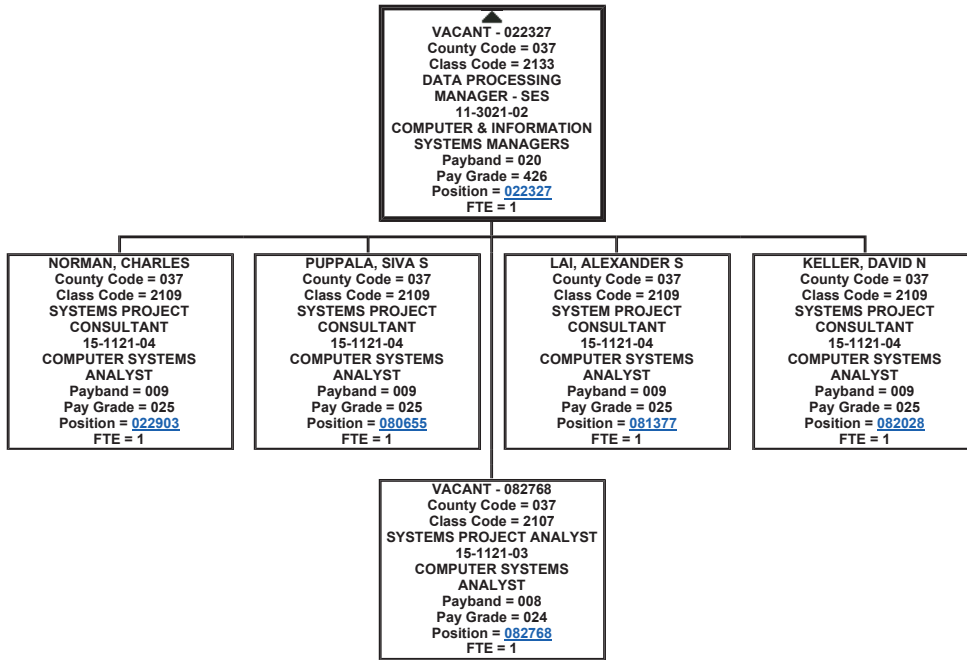 VACANT - 022327
County Code = 037
Class Code = 2133
DATA PROCESSING
MANAGER - SES
11-3021-02
COMPUTER & INFORMATION
SYSTEMS MANAGERS
Payband = 020
Pay Grade = 426
Position = 022327
FTE = 1
NORMAN, CHARLES
County Code = 037
Class Code = 2109
SYSTEMS PROJECT
CONSULTANT
15-1121-04
COMPUTER SYSTEMS
ANALYST
Payband = 009
Pay Grade = 025
Position = 022903
FTE = 1
PUPPALA, SIVA S
County Code = 037
Class Code = 2109
SYSTEMS PROJECT
CONSULTANT
15-1121-04
COMPUTER SYSTEMS
ANALYST
Payband = 009
Pay Grade = 025
Position = 080655
FTE = 1
LAI, ALEXANDER S
County Code = 037
Class Code = 2109
SYSTEM PROJECT
CONSULTANT
15-1121-04
COMPUTER SYSTEMS
ANALYST
Payband = 009
Pay Grade = 025
Position = 081377
FTE = 1
KELLER, DAVID N
County Code = 037
Class Code = 2109
SYSTEMS PROJECT
CONSULTANT
15-1121-04
COMPUTER SYSTEMS
ANALYST
Payband = 009
Pay Grade = 025
Position = 082028
FTE = 1
VACANT - 082768
County Code = 037
Class Code = 2107
SYSTEMS PROJECT ANALYST
15-1121-03
COMPUTER SYSTEMS
ANALYST
Payband = 008
Pay Grade = 024
Position = 082768
FTE = 1